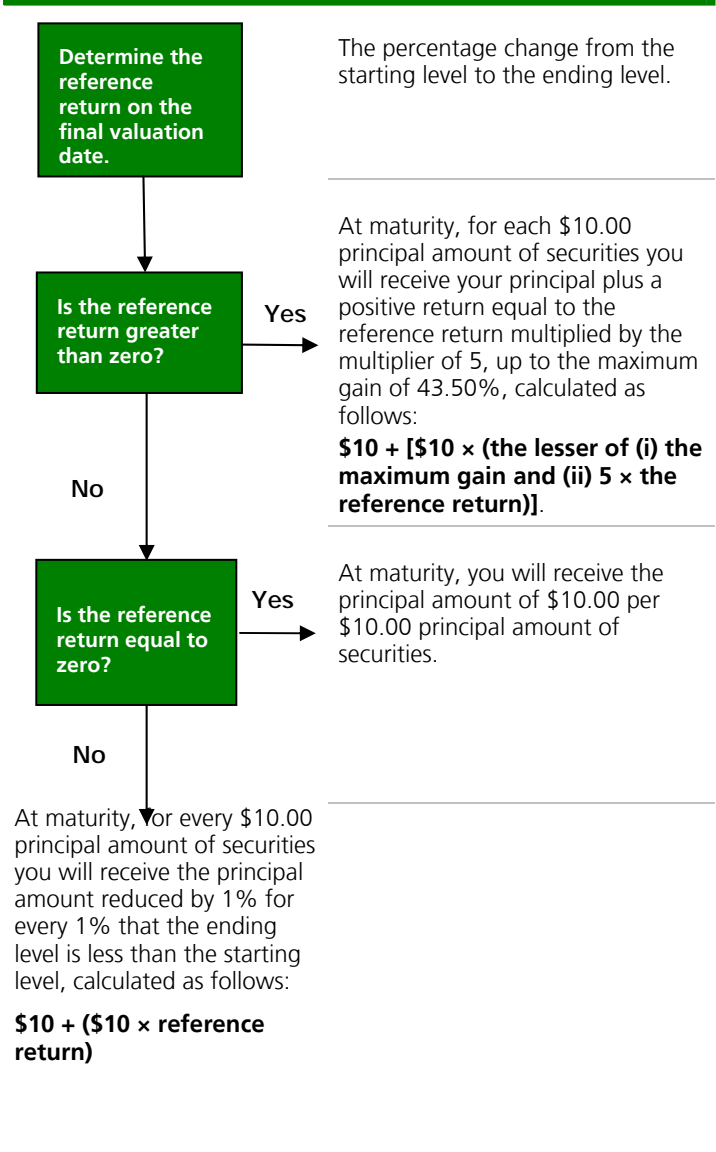 Determine the
reference
return on the
final valuation
date.
The percentage change from the
starting level to the ending level.
Is the reference
return greater
than zero?
Yes
At maturity, for each $10.00
principal amount of securities you
will receive your principal plus a
positive return equal to the
reference return multiplied by the
multiplier of 5, up to the maximum
gain of 43.50%, calculated as
follows:
$10 + [$10 × (the lesser of (i) the
maximum gain and (ii) 5 × the
reference return)].
No
Is the reference
return equal to
zero?
Yes
At maturity, you will receive the
principal amount of $10.00 per
$10.00 principal amount of
securities.
No
At maturity, for every $10.00
principal amount of securities
you will receive the principal
amount reduced by 1% for
every 1% that the ending
level is less than the starting
level, calculated as follows:
$10 + ($10 × reference
return)